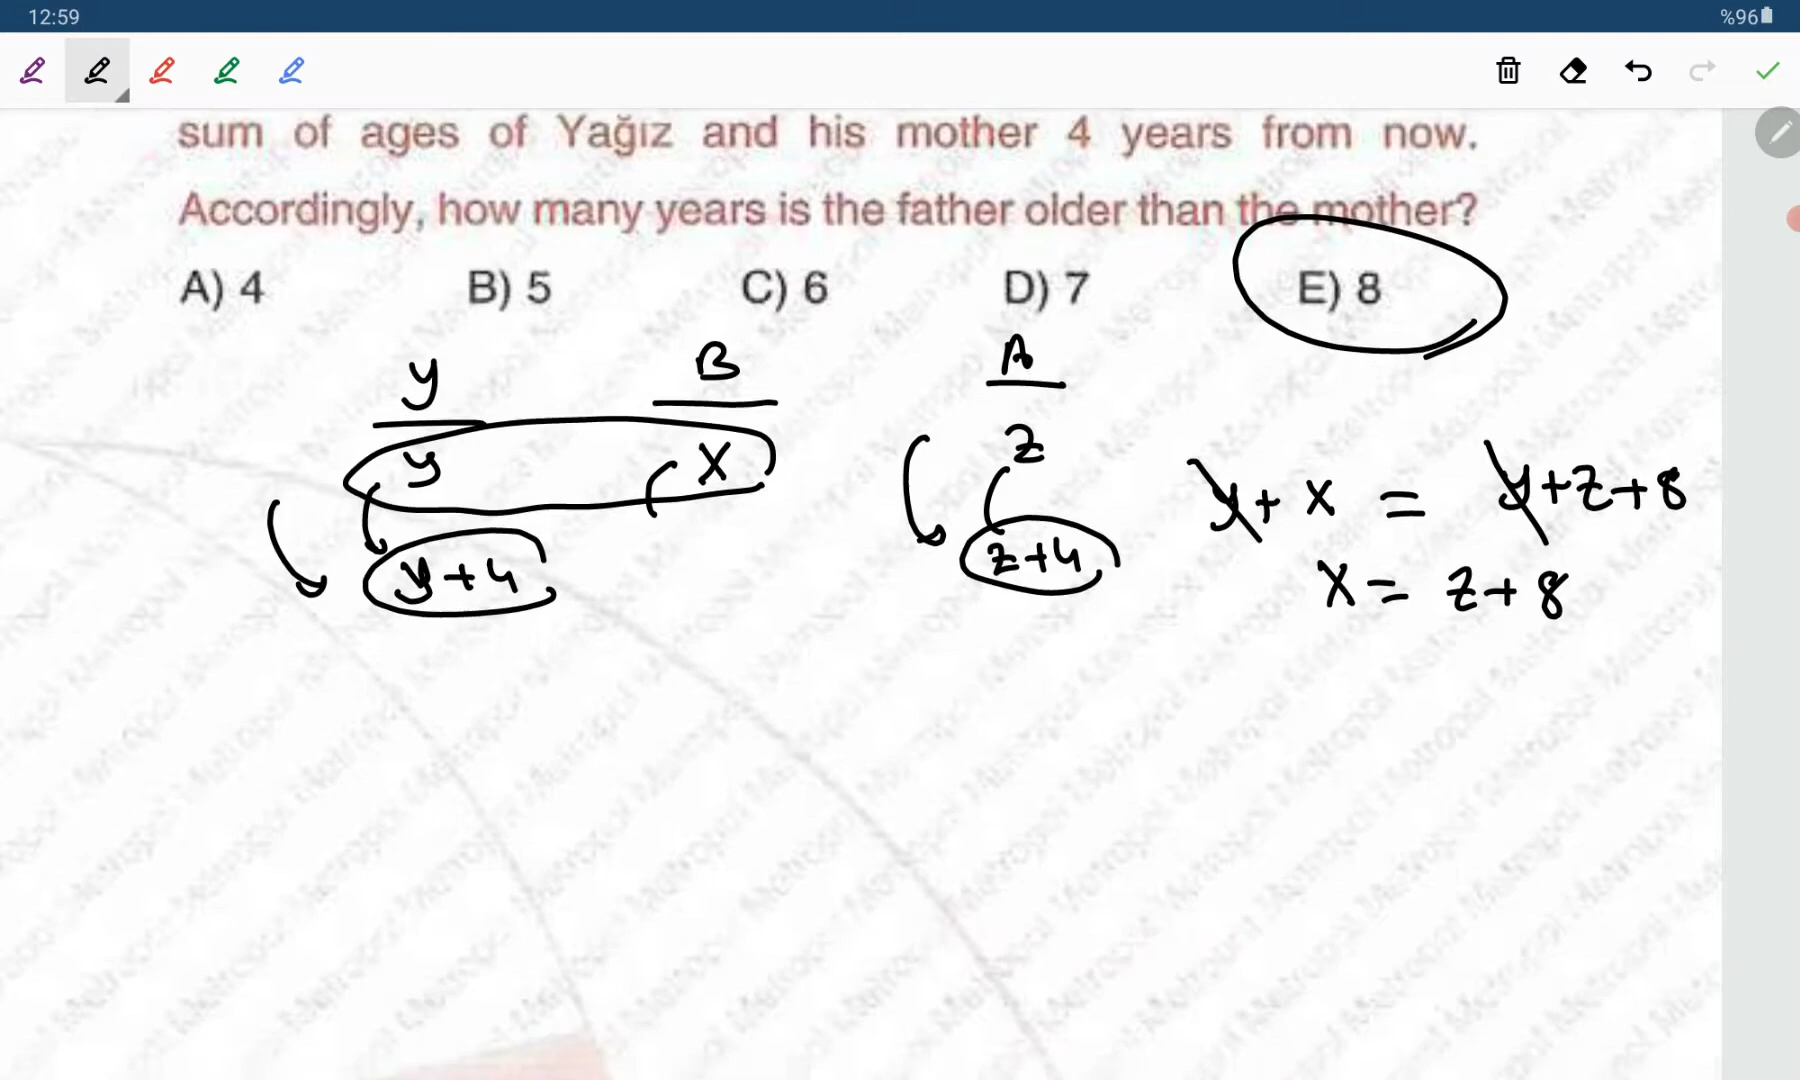 12:59 %96
sum of ages of Yağız and his mother 4 years from now.
Accordingly, how many years is the father older than the mother?
A) 4 B) 5 C) 6 D) 7 E) 8
y B A
y x z
y+4 z+4
y+x = y+z+8
x = z+8